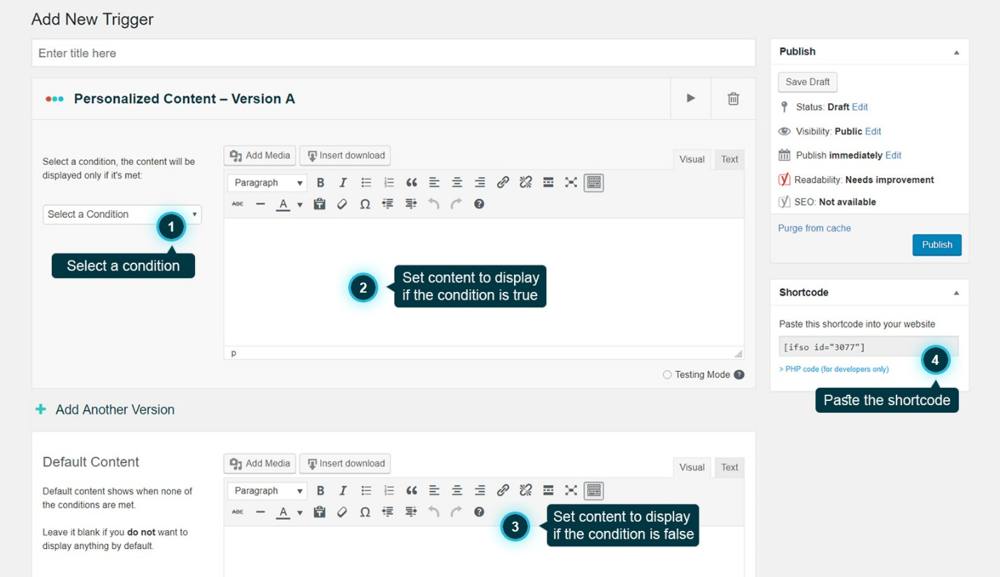 Add New Trigger
Enter title here
Personalized Content – Version A
Select a condition, the content will be
displayed only if it's met:
Select a Condition
1
Select a condition
Add Media
Insert download
Visual
Text
Paragraph
B
I
ABC
A
2
Set content to display
if the condition is true
p
Testing Mode
Add Another Version
Default Content
Default content shows when none of
the conditions are met.
Leave it blank if you do not want to
display anything by default.
Add Media
Insert download
Visual
Text
Paragraph
B
I
ABC
A
3
Set content to display
if the condition is false
Publish
Save Draft
Status: Draft Edit
Visibility: Public Edit
Publish immediately Edit
Readability: Needs improvement
SEO: Not available
Purge from cache
Publish
Shortcode
Paste this shortcode into your website
[ifso id="3077"]
> PHP code (for developers only)
4
Paste the shortcode